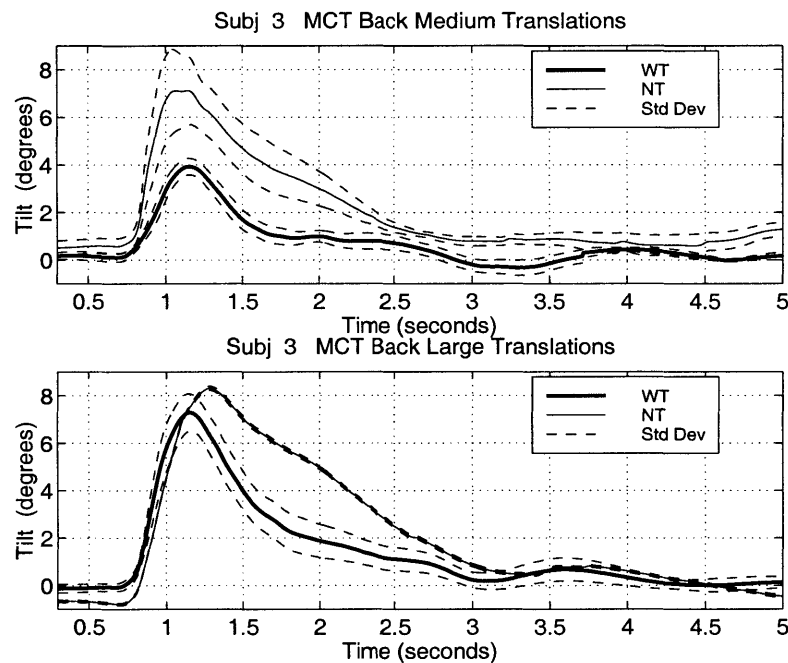 Subj 3 MCT Back Medium Translations
8
6
4
2
0
Tilt (degrees)
WT
NT
Std Dev
0.5 1 1.5 2 2.5 3 3.5 4 4.5 5
Time (seconds)
Subj 3 MCT Back Large Translations
8
6
4
2
0
Tilt (degrees)
WT
NT
Std Dev
0.5 1 1.5 2 2.5 3 3.5 4 4.5 5
Time (seconds)